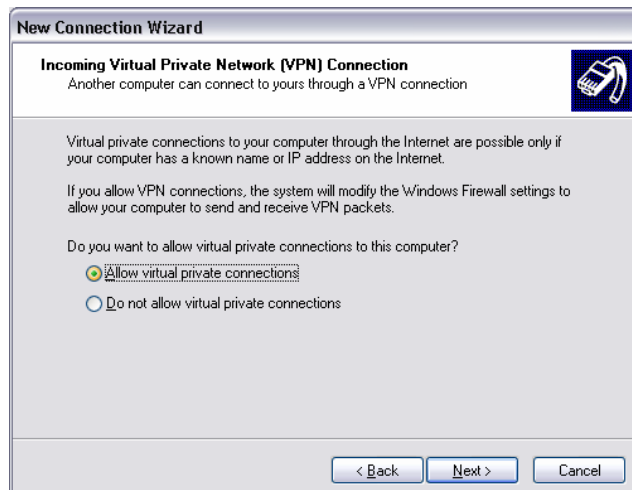 New Connection Wizard
Incoming Virtual Private Network (VPN) Connection
Another computer can connect to yours through a VPN connection
Virtual private connections to your computer through the Internet are possible only if
your computer has a known name or IP address on the Internet.
If you allow VPN connections, the system will modify the Windows Firewall settings to
allow your computer to send and receive VPN packets.
Do you want to allow virtual private connections to this computer?
Allow virtual private connections
Do not allow virtual private connections
< Back Next > Cancel